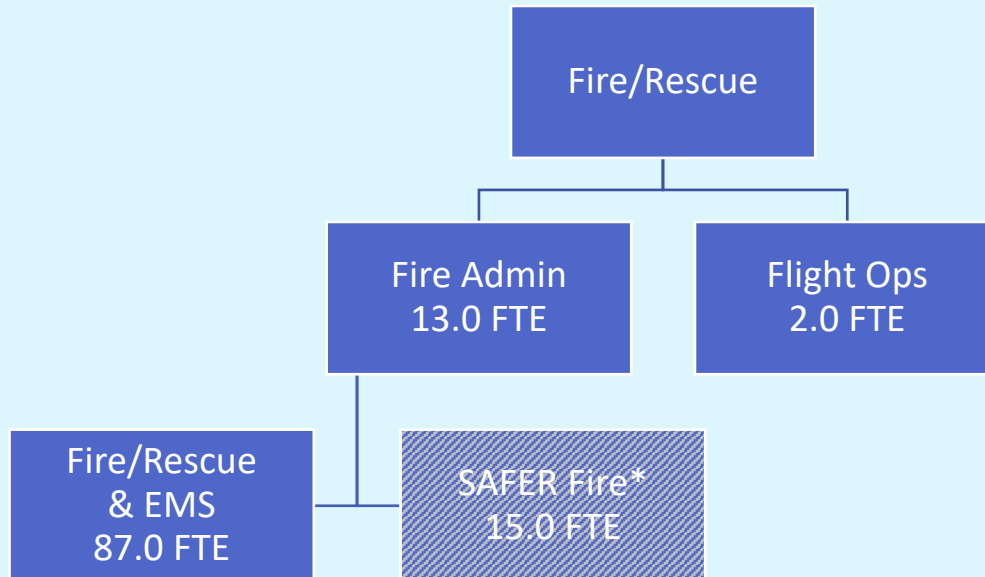 Fire/Rescue
Fire Admin
13.0 FTE
Flight Ops
2.0 FTE
Fire/Rescue
& EMS
87.0 FTE
SAFER Fire*
15.0 FTE